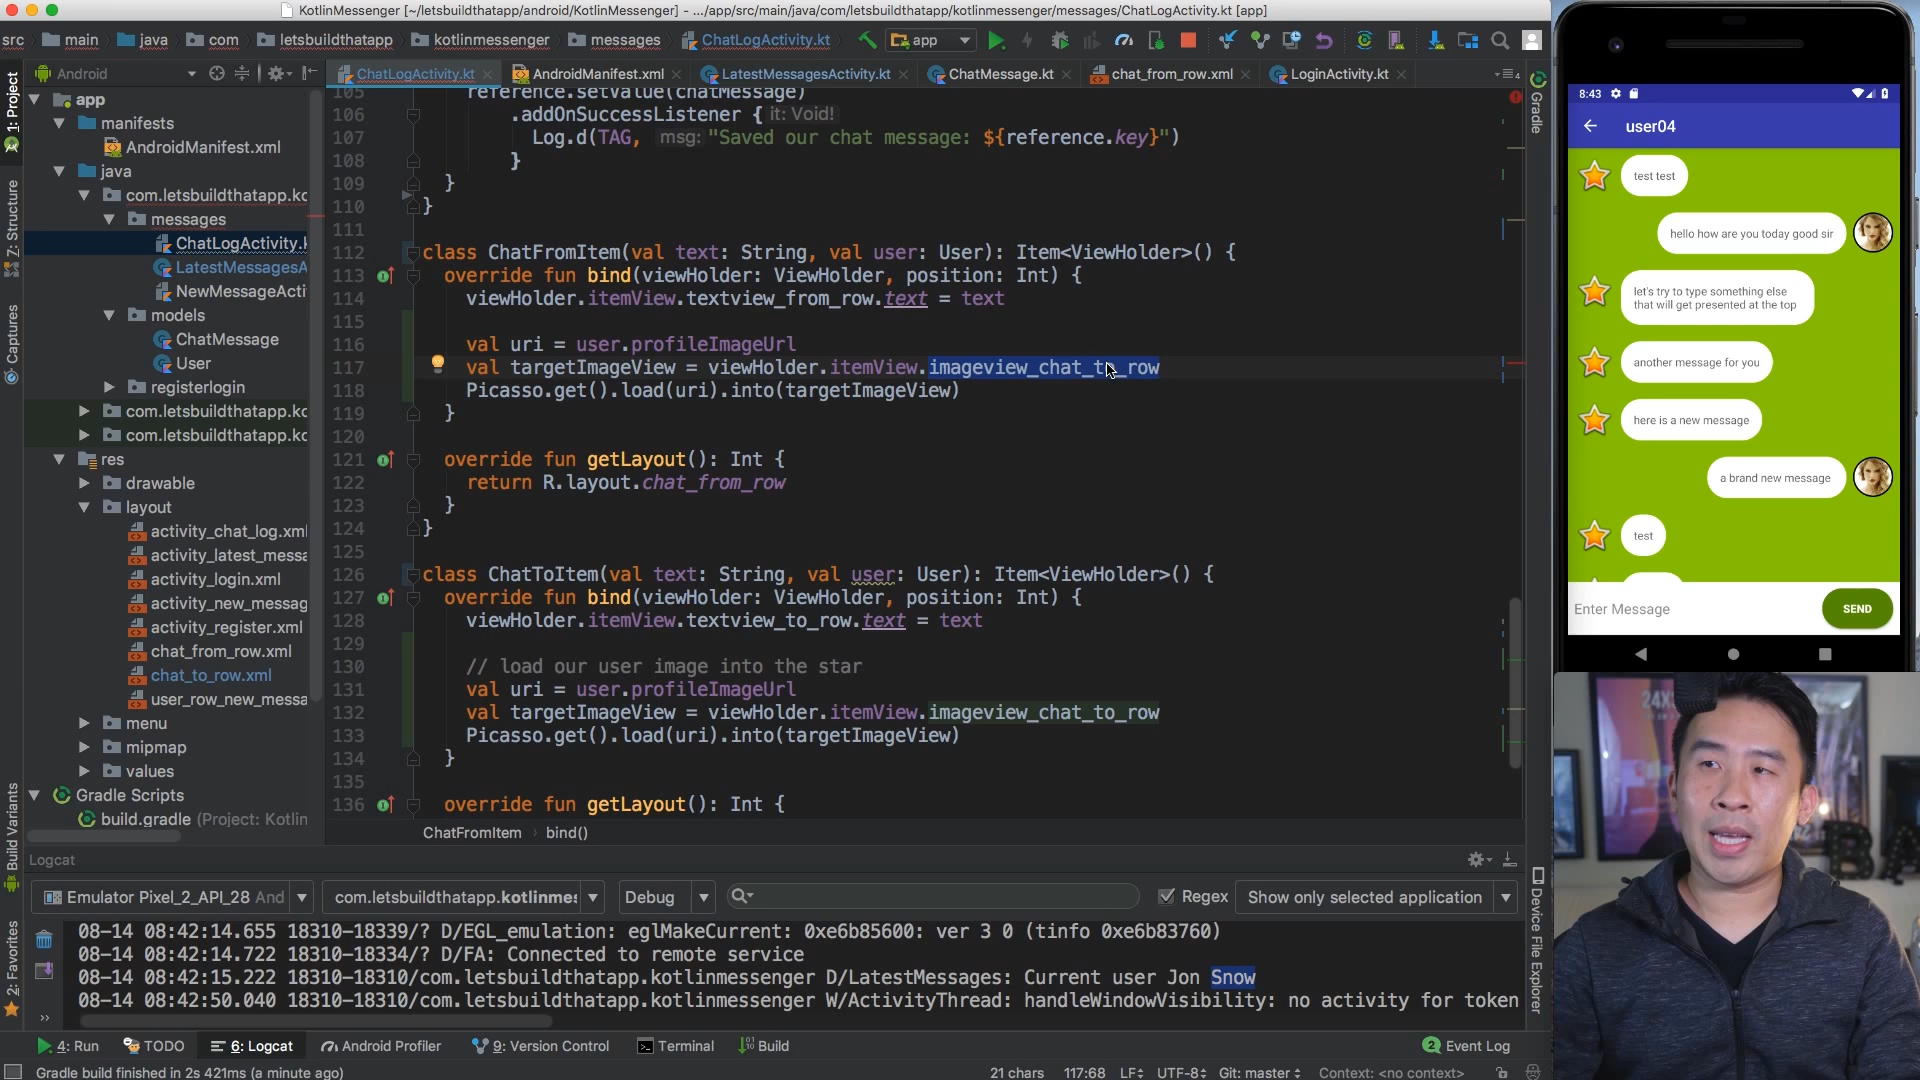 KotlinMessenger [~/letsbuildthatapp/android/KotlinMessenger] - .../app/src/main/java/com/letsbuildthatapp/kotlinmessenger/messages/ChatLogActivity.kt [app]
src main java com letsbuildthatapp kotlinmessenger messages ChatLogActivity.kt app
Android
ChatLogActivity.kt AndroidManifest.xml LatestMessagesActivity.kt ChatMessage.kt chat_from_row.xml LoginActivity.kt
1: Project
Z: Structure
Captures
Build Variants
2: Favorites
app
manifests
AndroidManifest.xml
java
com.letsbuildthatapp.kc
messages
ChatLogActivity.k
LatestMessagesA
NewMessageActi
models
ChatMessage
User
registerlogin
com.letsbuildthatapp.kc
com.letsbuildthatapp.kc
res
drawable
layout
activity_chat_log.xml
activity_latest_messa
activity_login.xml
activity_new_messag
activity_register.xml
chat_from_row.xml
chat_to_row.xml
user_row_new_messa
menu
mipmap
values
Gradle Scripts
build.gradle (Project: Kotlin
105 reference.setValue(chatMessage)
106 .addOnSuccessListener { it: Void!
107 Log.d(TAG, msg: "Saved our chat message: ${reference.key}")
108 }
109 }
110 }
111
112 class ChatFromItem(val text: String, val user: User): Item<ViewHolder>() {
113 override fun bind(viewHolder: ViewHolder, position: Int) {
114 viewHolder.itemView.textview_from_row.text = text
115
116 val uri = user.profileImageUrl
117 val targetImageView = viewHolder.itemView.imageview_chat_to_row
118 Picasso.get().load(uri).into(targetImageView)
119 }
120
121 override fun getLayout(): Int {
122 return R.layout.chat_from_row
123 }
124 }
125
126 class ChatToItem(val text: String, val user: User): Item<ViewHolder>() {
127 override fun bind(viewHolder: ViewHolder, position: Int) {
128 viewHolder.itemView.textview_to_row.text = text
129
130 // load our user image into the star
131 val uri = user.profileImageUrl
132 val targetImageView = viewHolder.itemView.imageview_chat_to_row
133 Picasso.get().load(uri).into(targetImageView)
134 }
135
136 override fun getLayout(): Int {
ChatFromItem bind()
Gradle
Device File Explorer
Logcat
Emulator Pixel_2_API_28 And com.letsbuildthatapp.kotlinmes Debug Regex Show only selected application
08-14 08:42:14.655 18310-18339/? D/EGL_emulation: eglMakeCurrent: 0xe6b85600: ver 3 0 (tinfo 0xe6b83760)
08-14 08:42:14.722 18310-18334/? D/FA: Connected to remote service
08-14 08:42:15.222 18310-18310/com.letsbuildthatapp.kotlinmessenger D/LatestMessages: Current user Jon Snow
08-14 08:42:50.040 18310-18310/com.letsbuildthatapp.kotlinmessenger W/ActivityThread: handleWindowVisibility: no activity for token
4: Run TODO 6: Logcat Android Profiler 9: Version Control Terminal Build 2 Event Log
Gradle build finished in 2s 421ms (a minute ago) 21 chars 117:68 LF UTF-8 Git: master Context: <no context>
8:43
user04
test test
hello how are you today good sir
let's try to type something else
that will get presented at the top
another message for you
here is a new message
a brand new message
test
Enter Message SEND